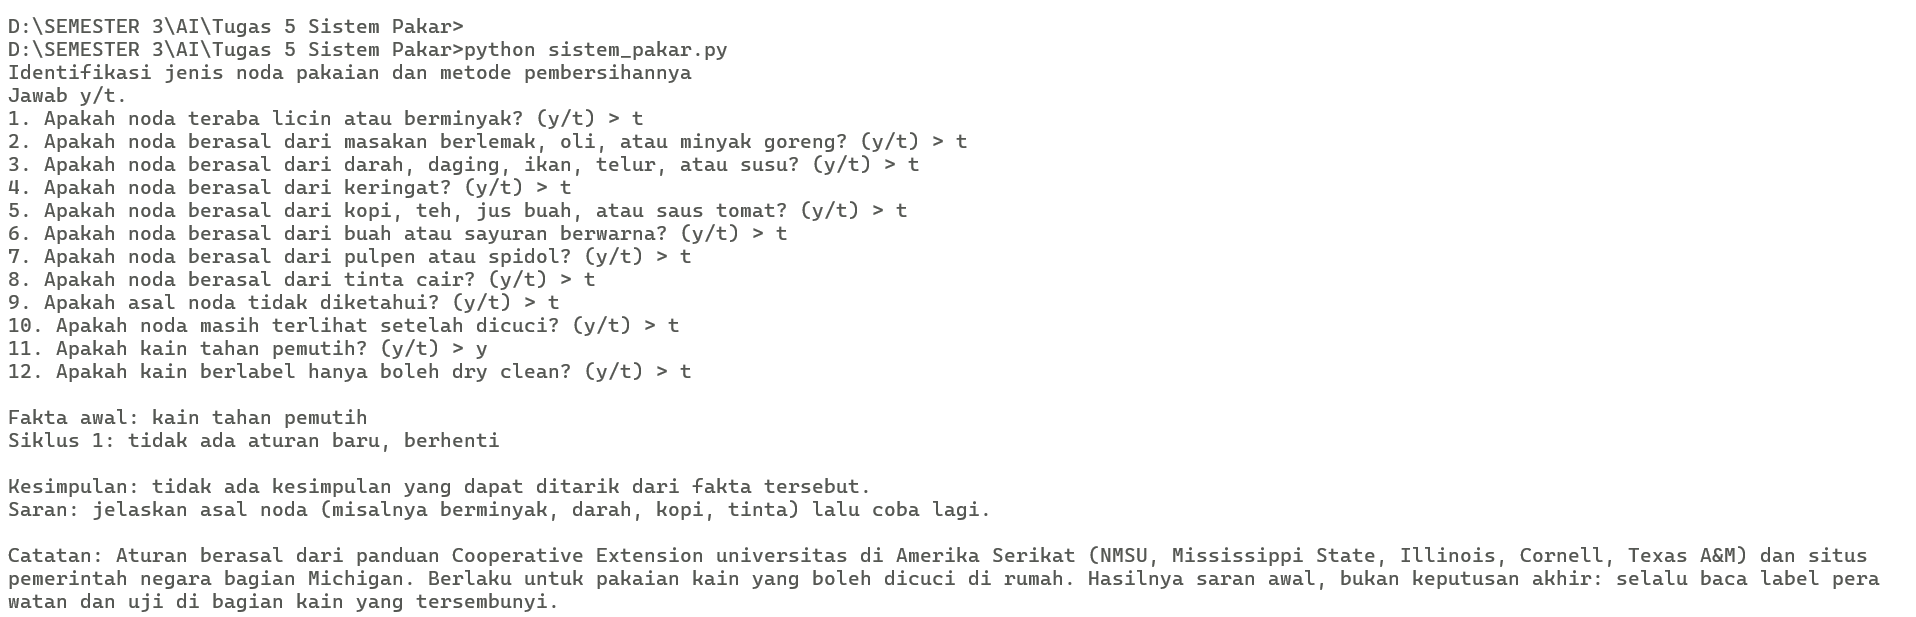 D:\SEMESTER 3\AI\Tugas 5 Sistem Pakar>
D:\SEMESTER 3\AI\Tugas 5 Sistem Pakar>python sistem_pakar.py
Identifikasi jenis noda pakaian dan metode pembersihannya
Jawab y/t.
1. Apakah noda teraba licin atau berminyak? (y/t) > t
2. Apakah noda berasal dari masakan berlemak, oli, atau minyak goreng? (y/t) > t
3. Apakah noda berasal dari darah, daging, ikan, telur, atau susu? (y/t) > t
4. Apakah noda berasal dari keringat? (y/t) > t
5. Apakah noda berasal dari kopi, teh, jus buah, atau saus tomat? (y/t) > t
6. Apakah noda berasal dari buah atau sayuran berwarna? (y/t) > t
7. Apakah noda berasal dari pulpen atau spidol? (y/t) > t
8. Apakah noda berasal dari tinta cair? (y/t) > t
9. Apakah asal noda tidak diketahui? (y/t) > t
10. Apakah noda masih terlihat setelah dicuci? (y/t) > t
11. Apakah kain tahan pemutih? (y/t) > y
12. Apakah kain berlabel hanya boleh dry clean? (y/t) > t
Fakta awal: kain tahan pemutih
Siklus 1: tidak ada aturan baru, berhenti
Kesimpulan: tidak ada kesimpulan yang dapat ditarik dari fakta tersebut.
Saran: jelaskan asal noda (misalnya berminyak, darah, kopi, tinta) lalu coba lagi.
Catatan: Aturan berasal dari panduan Cooperative Extension universitas di Amerika Serikat (NMSU, Mississippi State, Illinois, Cornell, Texas A&M) dan situs
pemerintah negara bagian Michigan. Berlaku untuk pakaian kain yang boleh dicuci di rumah. Hasilnya saran awal, bukan keputusan akhir: selalu baca label pera
watan dan uji di bagian kain yang tersembunyi.